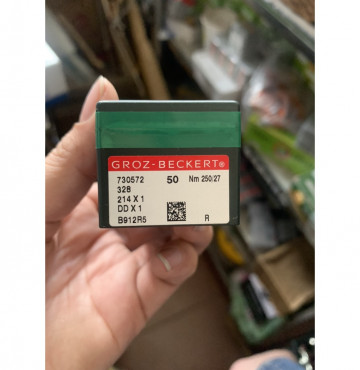 GROZ-BECKERT®
730572 50 Nm 250/27
328
214 X 1
DD X 1
B912R5 R